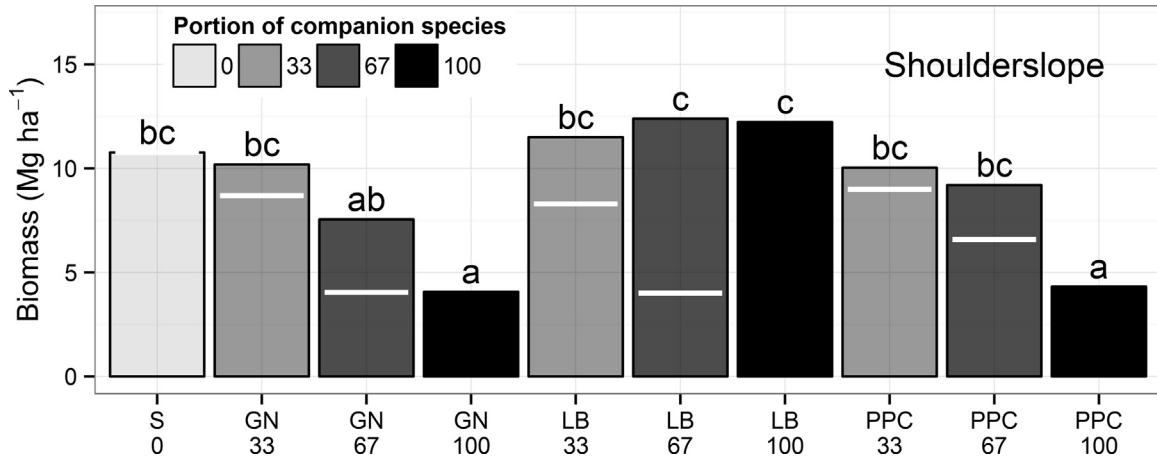 Portion of companion species
0 33 67 100
Shoulderslope
Biomass (Mg ha⁻¹)
15
10
5
0
bc bc ab a bc c c bc bc a
S GN GN GN LB LB LB PPC PPC PPC
0 33 67 100 33 67 100 33 67 100